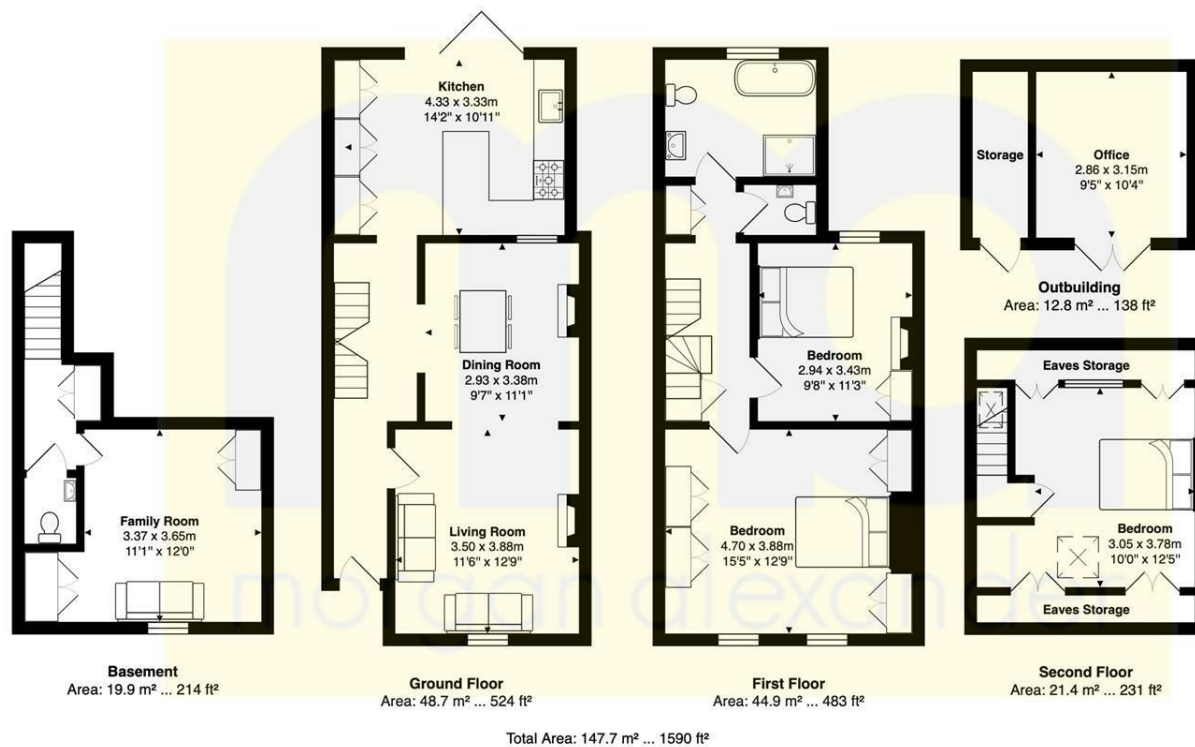 Kitchen
4.33 x 3.33m
14'2" x 10'11"
Storage
Office
2.86 x 3.15m
9'5" x 10'4"
Outbuilding
Area: 12.8 m² ... 138 ft²
Dining Room
2.93 x 3.38m
9'7" x 11'1"
Bedroom
2.94 x 3.43m
9'8" x 11'3"
Eaves Storage
Family Room
3.37 x 3.65m
11'1" x 12'0"
Living Room
3.50 x 3.88m
11'6" x 12'9"
Bedroom
4.70 x 3.88m
15'5" x 12'9"
Bedroom
3.05 x 3.78m
10'0" x 12'5"
Eaves Storage
morgan alexander
Basement
Area: 19.9 m² ... 214 ft²
Ground Floor
Area: 48.7 m² ... 524 ft²
First Floor
Area: 44.9 m² ... 483 ft²
Second Floor
Area: 21.4 m² ... 231 ft²
Total Area: 147.7 m² ... 1590 ft²